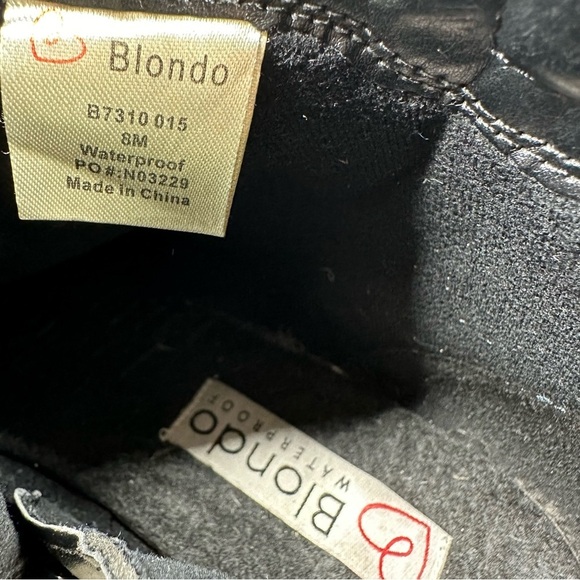 Blondo
B7310 015
8M
Waterproof
PO#:N03229
Made in China
Blondo
WATERPROOF